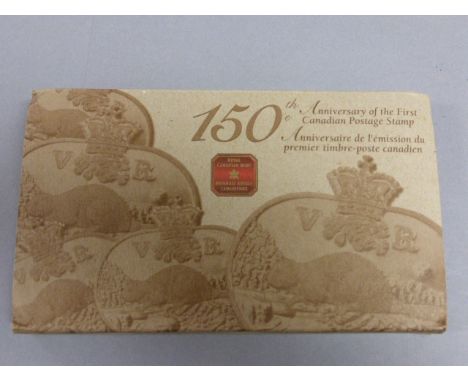 150th e Anniversary of the First
Canadian Postage Stamp
Anniversaire de l'émission du
premier timbre-poste canadien
ROYAL
CANADIAN MINT
MONNAIE ROYALE
CANADIENNE
V R
V R
V R